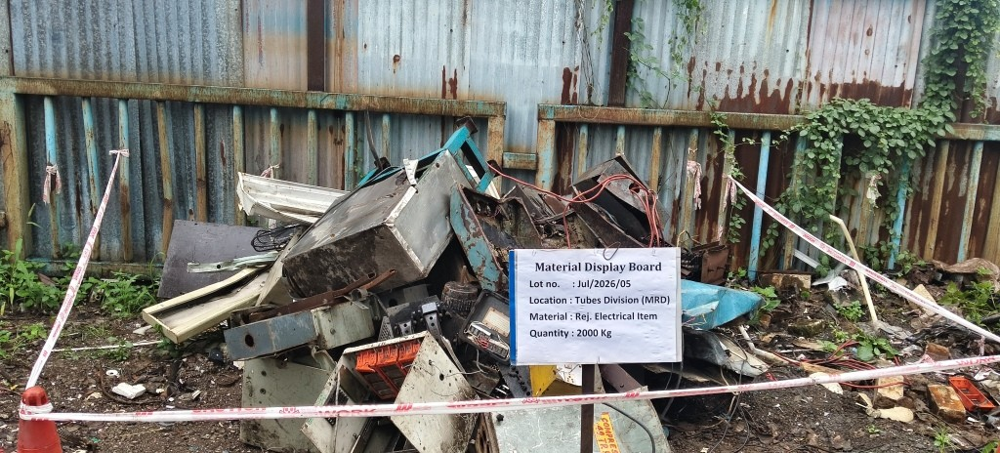 Material Display Board
Lot no. : Jul/2026/05
Location : Tubes Division (MRD)
Material : Rej. Electrical Item
Quantity : 2000 Kg